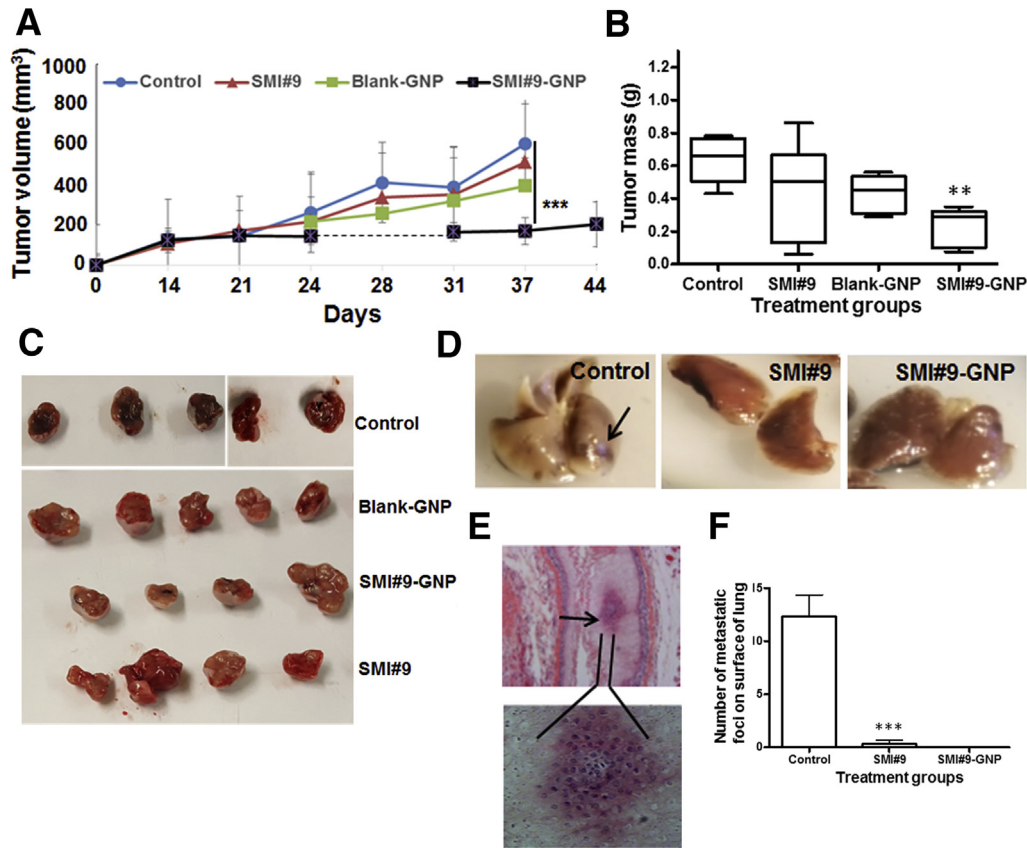 A
Tumor volume (mm³)
1000
800
600
400
200
0
Control
SMI#9
Blank-GNP
SMI#9-GNP
***
0 14 21 24 28 31 37 44
Days
B
Tumor mass (g)
1.2
1.0
0.8
0.6
0.4
0.2
0.0
**
Control SMI#9 Blank-GNP SMI#9-GNP
Treatment groups
C
Control
Blank-GNP
SMI#9-GNP
SMI#9
D
Control
SMI#9
SMI#9-GNP
E
F
Number of metastatic
foci on surface of lung
15
10
5
0
***
Control SMI#9 SMI#9-GNP
Treatment groups